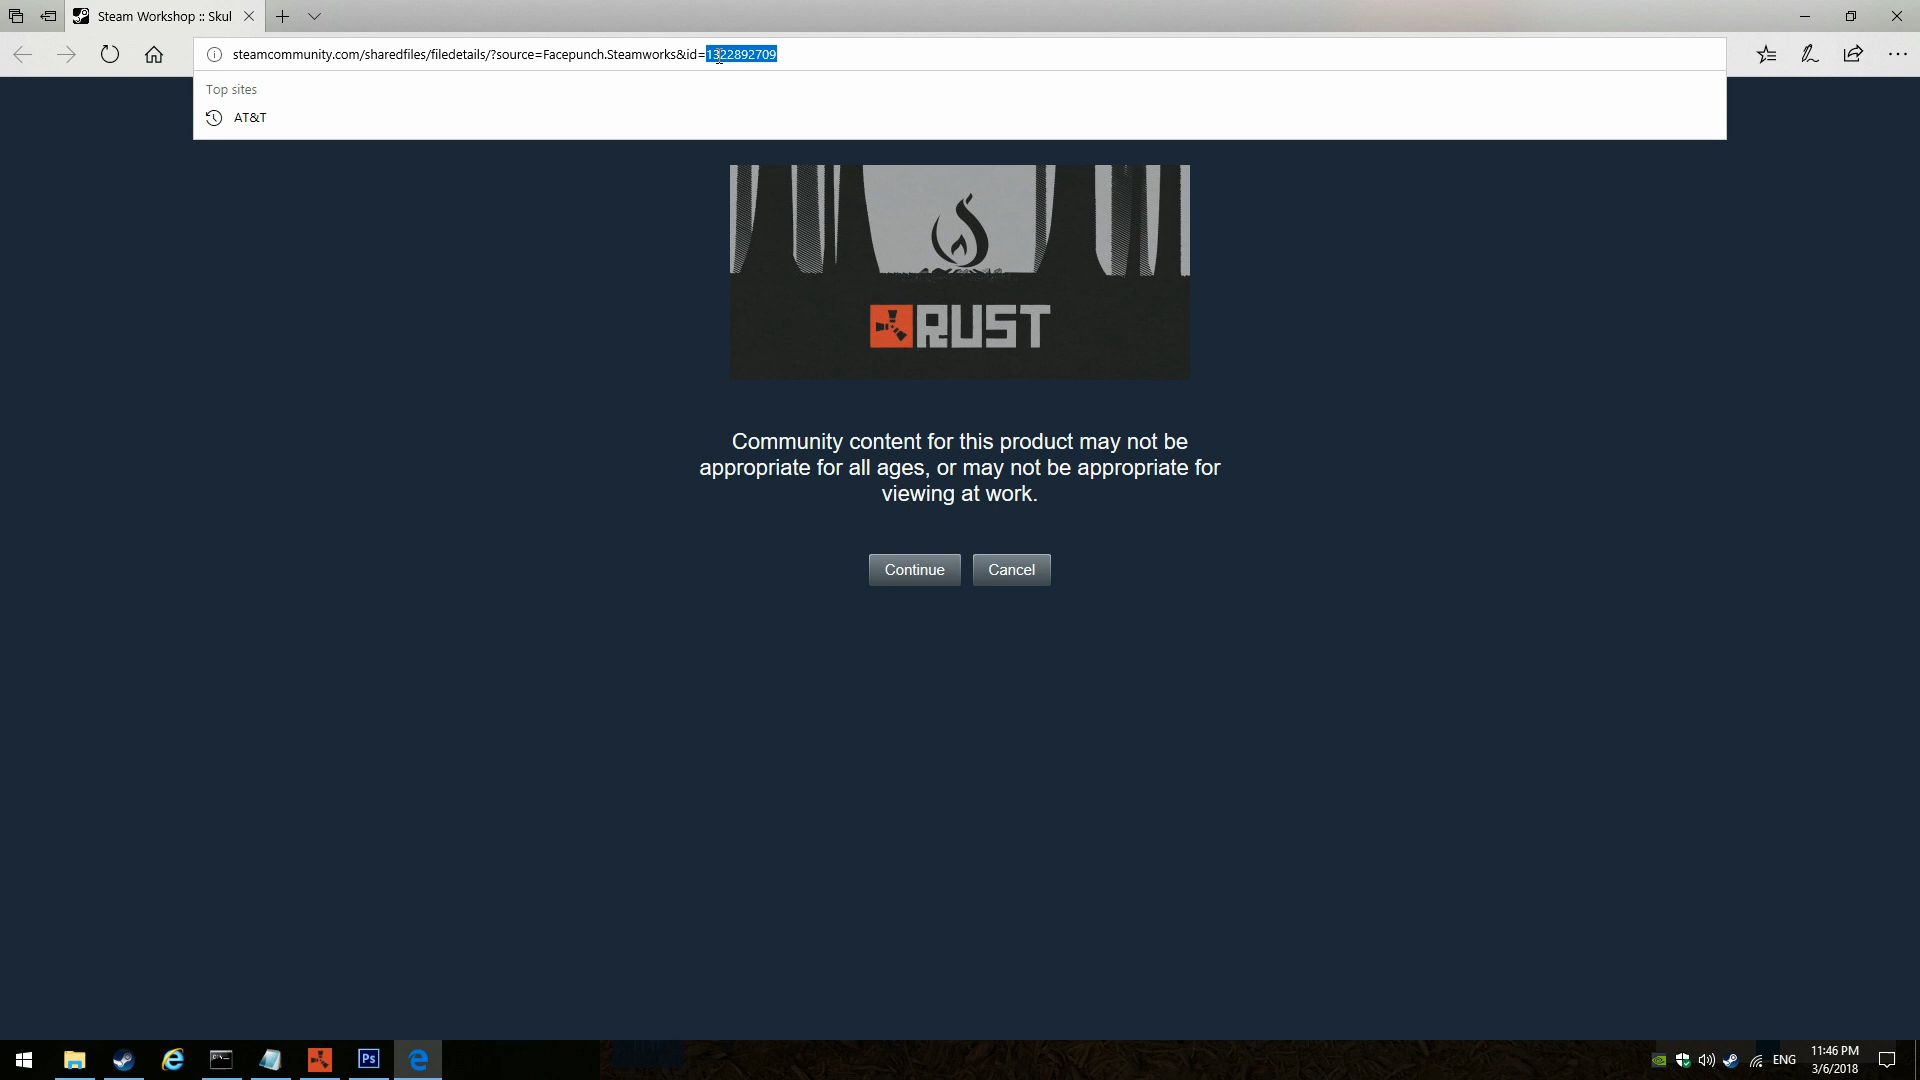 Steam Workshop :: Skul
steamcommunity.com/sharedfiles/filedetails/?source=Facepunch.Steamworks&id=1322892709
Top sites
AT&T
RUST
Community content for this product may not be
appropriate for all ages, or may not be appropriate for
viewing at work.
Continue
Cancel
Ps
ENG
11:46 PM
3/6/2018